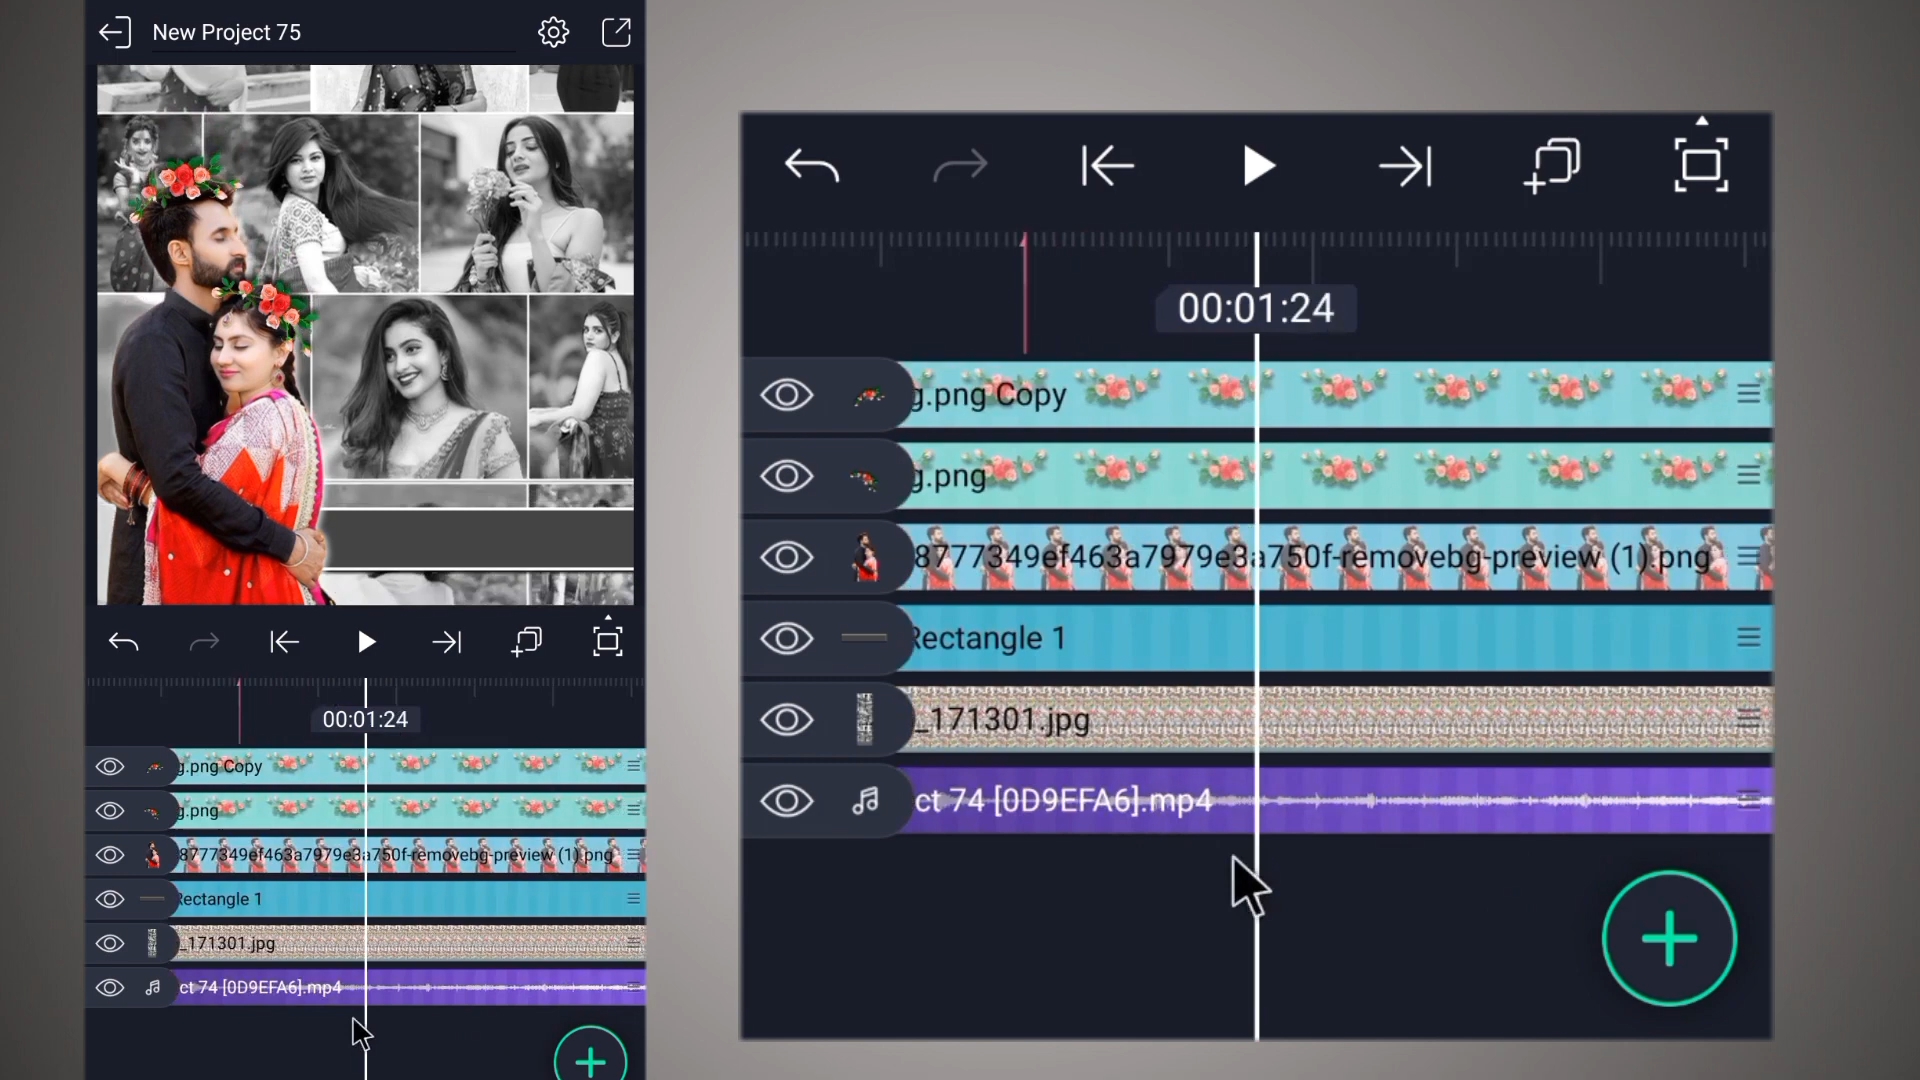 New Project 75
00:01:24
g.png Copy
g.png
8777349ef463a7979e3a750f-removebg-preview (1).png
Rectangle 1
_171301.jpg
ct 74 [0D9EFA6].mp4
00:01:24
g.png Copy
g.png
8777349ef463a7979e3a750f-removebg-preview (1).png
Rectangle 1
_171301.jpg
ct 74 [0D9EFA6].mp4